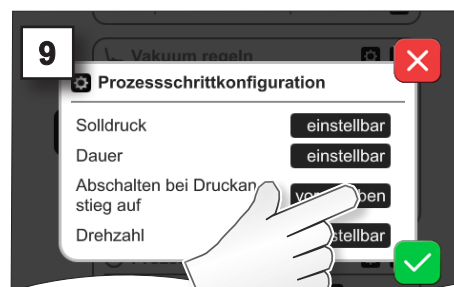 9
Vakuum regeln
Prozessschrittkonfiguration
Solldruck einstellbar
Dauer einstellbar
Abschalten bei Druckan
stieg auf
Drehzahl